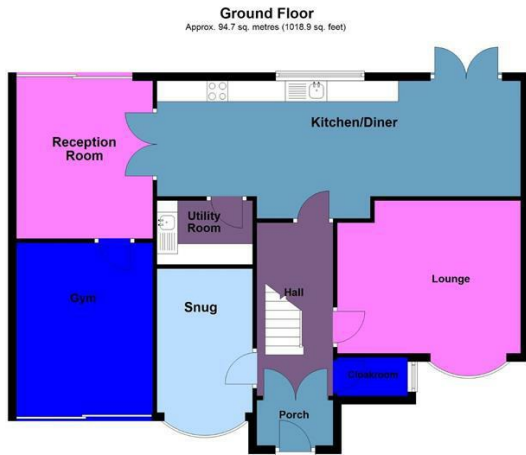 Ground Floor
Approx. 94.7 sq. metres (1018.9 sq. feet)
Kitchen/Diner
Reception
Room
Utility
Room
Lounge
Hall
Gym
Snug
Cloakroom
Porch